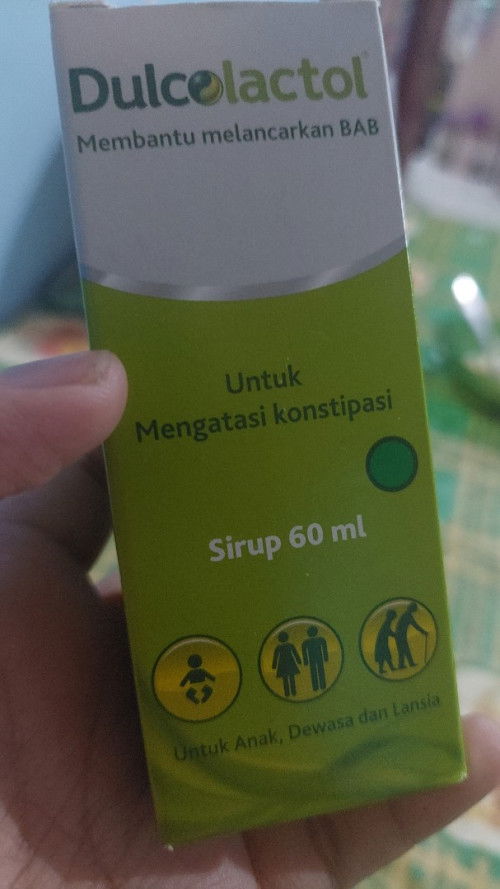 Dulcolactol
Membantu melancarkan BAB
Untuk
Mengatasi konstipasi
Sirup 60 ml
Untuk Anak, Dewasa dan Lansia